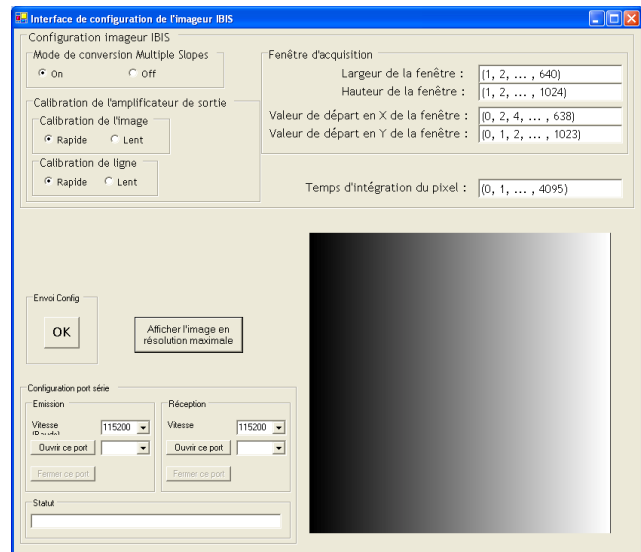 Interface de configuration de l'imageur IBIS
Configuration imageur IBIS
Mode de conversion Multiple Slopes
On Off
Calibration de l'amplificateur de sortie
Calibration de l'image
Rapide Lent
Calibration de ligne
Rapide Lent
Fenêtre d'acquisition
Largeur de la fenêtre : (1, 2, ... , 640)
Hauteur de la fenêtre : (1, 2, ... , 1024)
Valeur de départ en X de la fenêtre : (0, 2, 4, ... , 638)
Valeur de départ en Y de la fenêtre : (0, 1, 2, ... , 1023)
Temps d'intégration du pixel : (0, 1, ... , 4095)
Envoi Config
OK
Afficher l'image en
résolution maximale
Configuration port série
Emission
Vitesse 115200
Ouvrir ce port
Fermer ce port
Réception
Vitesse 115200
Ouvrir ce port
Fermer ce port
Statut